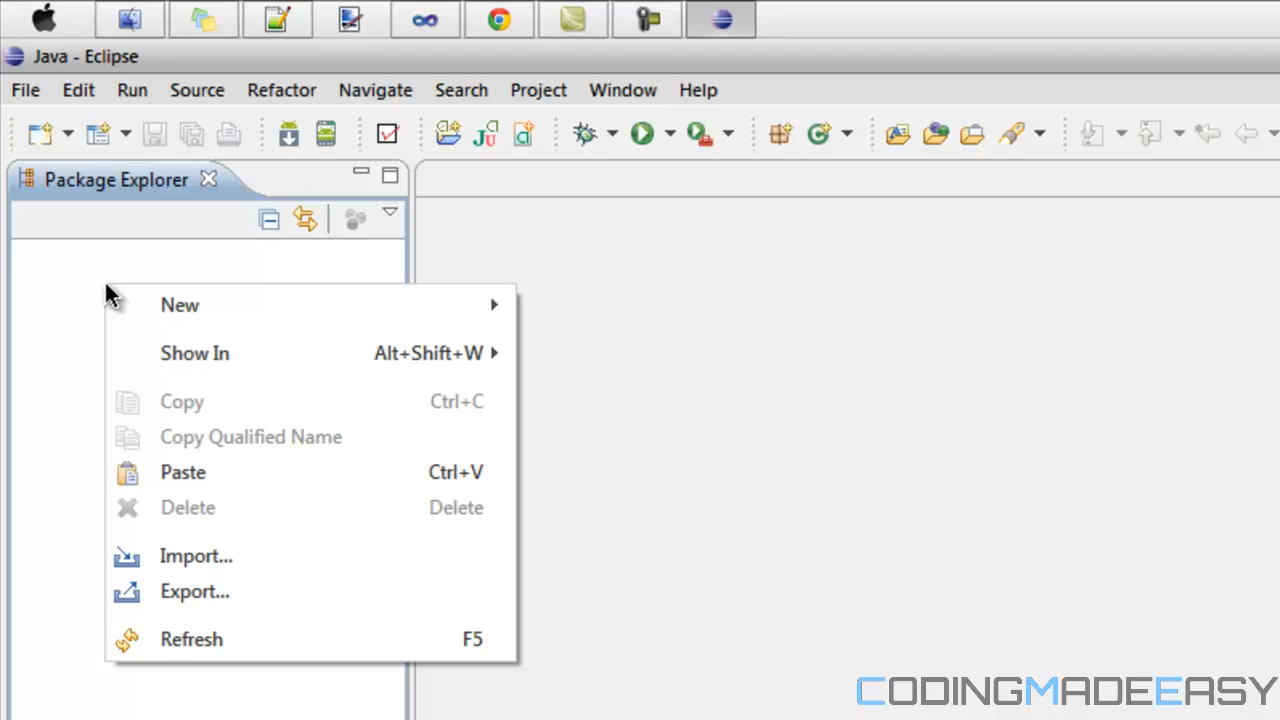 Java - Eclipse
File Edit Run Source Refactor Navigate Search Project Window Help
Package Explorer
New
Show In Alt+Shift+W
Copy Ctrl+C
Copy Qualified Name
Paste Ctrl+V
Delete Delete
Import...
Export...
Refresh F5
CODINGMADEEASY